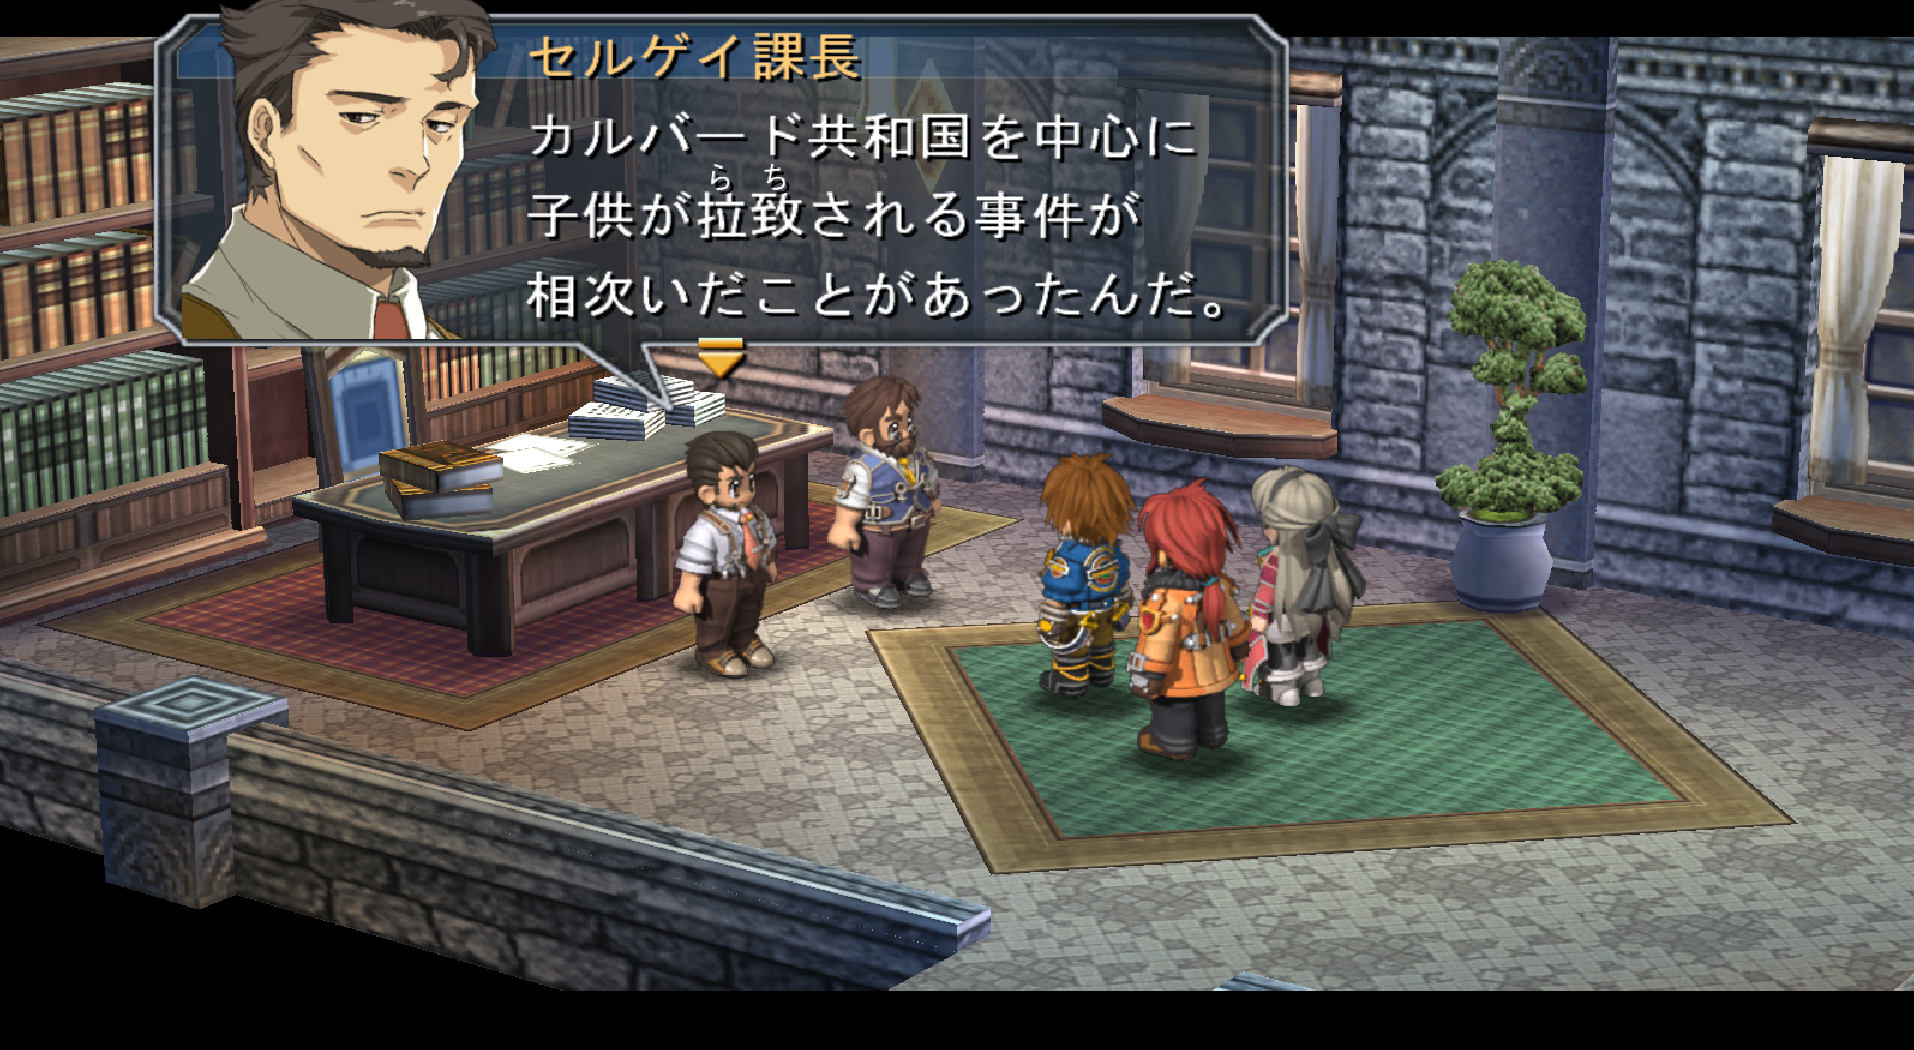 セルゲイ課長
カルバード共和国を中心に
らち
子供が拉致される事件が
相次いだことがあったんだ。